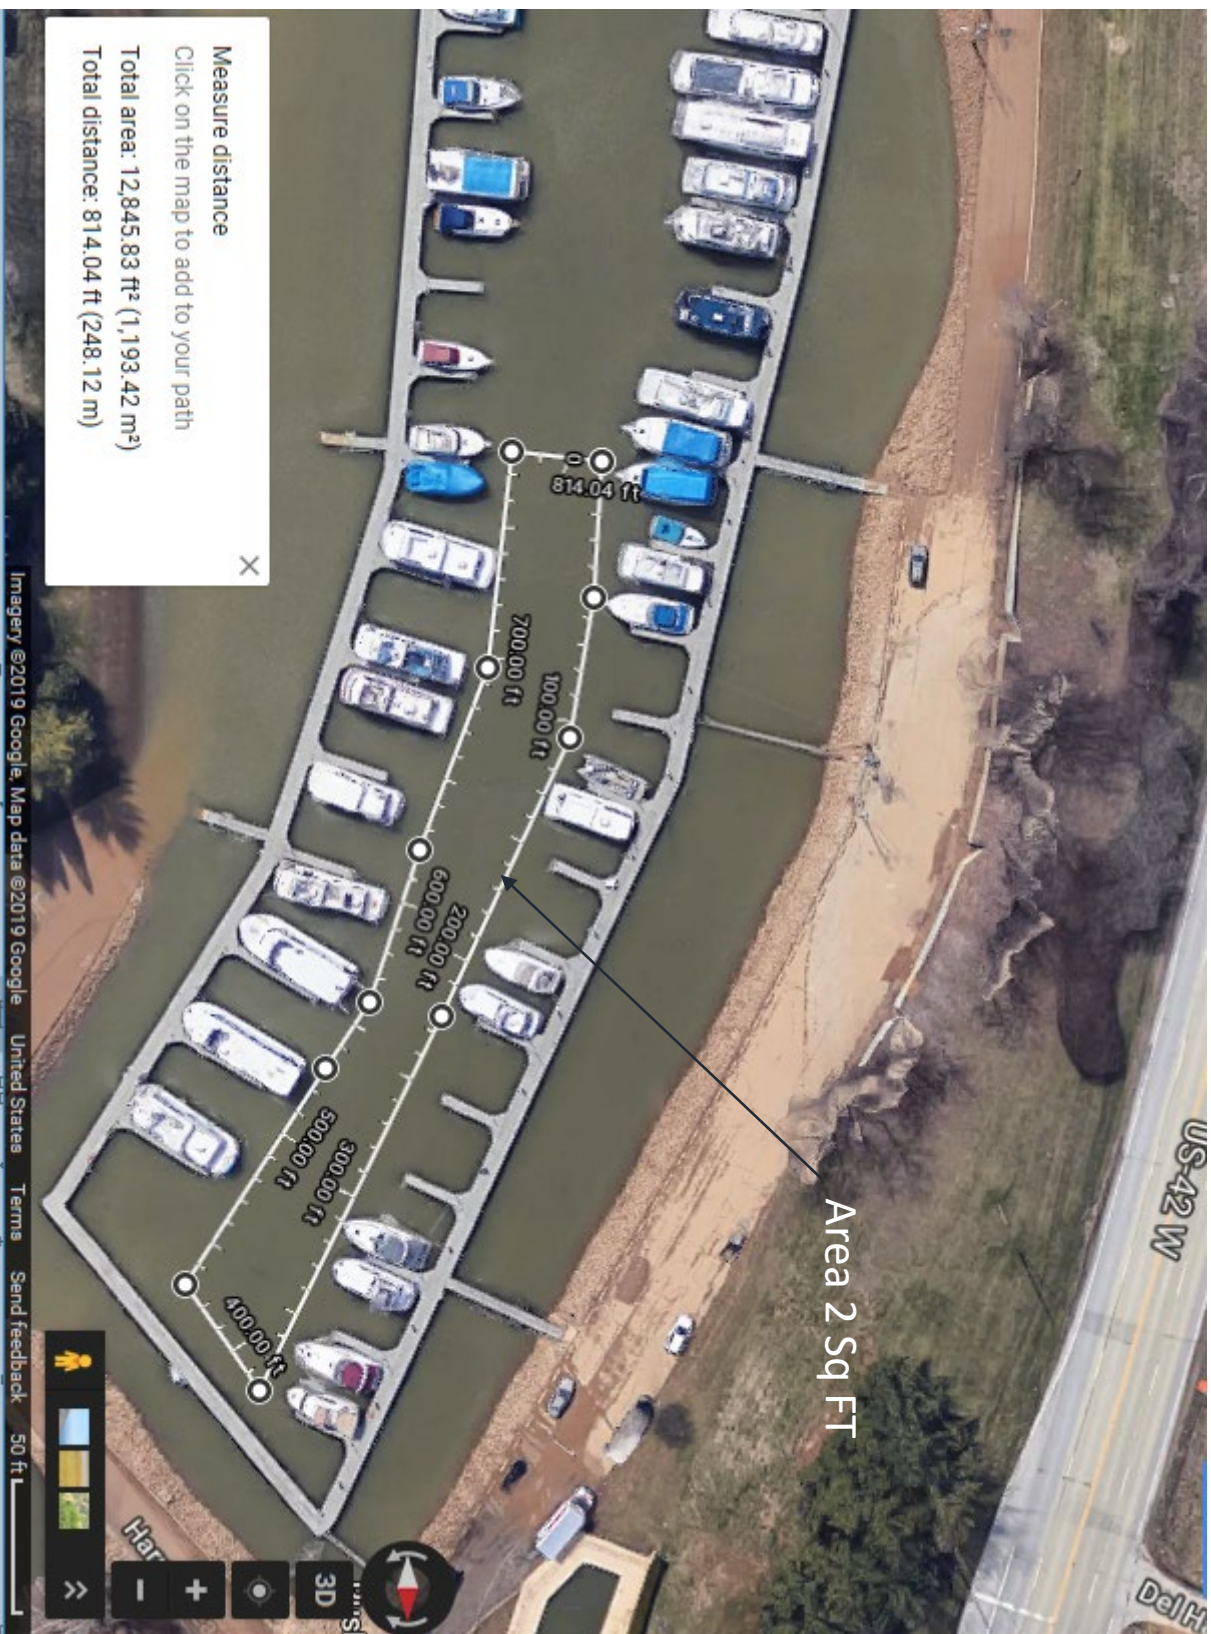 Measure distance
Click on the map to add to your path
Total area: 12,845.83 ft² (1,193.42 m²)
Total distance: 814.04 ft (248.12 m)
0
814.04 ft
100.00 ft
700.00 ft
200.00 ft
600.00 ft
300.00 ft
500.00 ft
400.00 ft
Area 2 Sq FT
US-42 W
3D
Imagery ©2019 Google, Map data ©2019 Google United States Terms Send feedback 50 ft